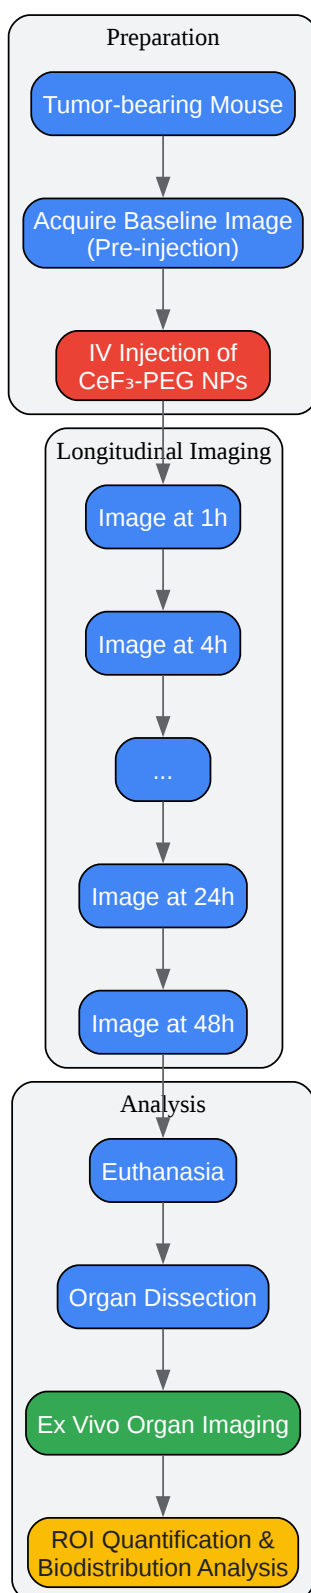 Preparation
Tumor-bearing Mouse
Acquire Baseline Image
(Pre-injection)
IV Injection of
CeF₃-PEG NPs
Longitudinal Imaging
Image at 1h
Image at 4h
...
Image at 24h
Image at 48h
Analysis
Euthanasia
Organ Dissection
Ex Vivo Organ Imaging
ROI Quantification &
Biodistribution Analysis